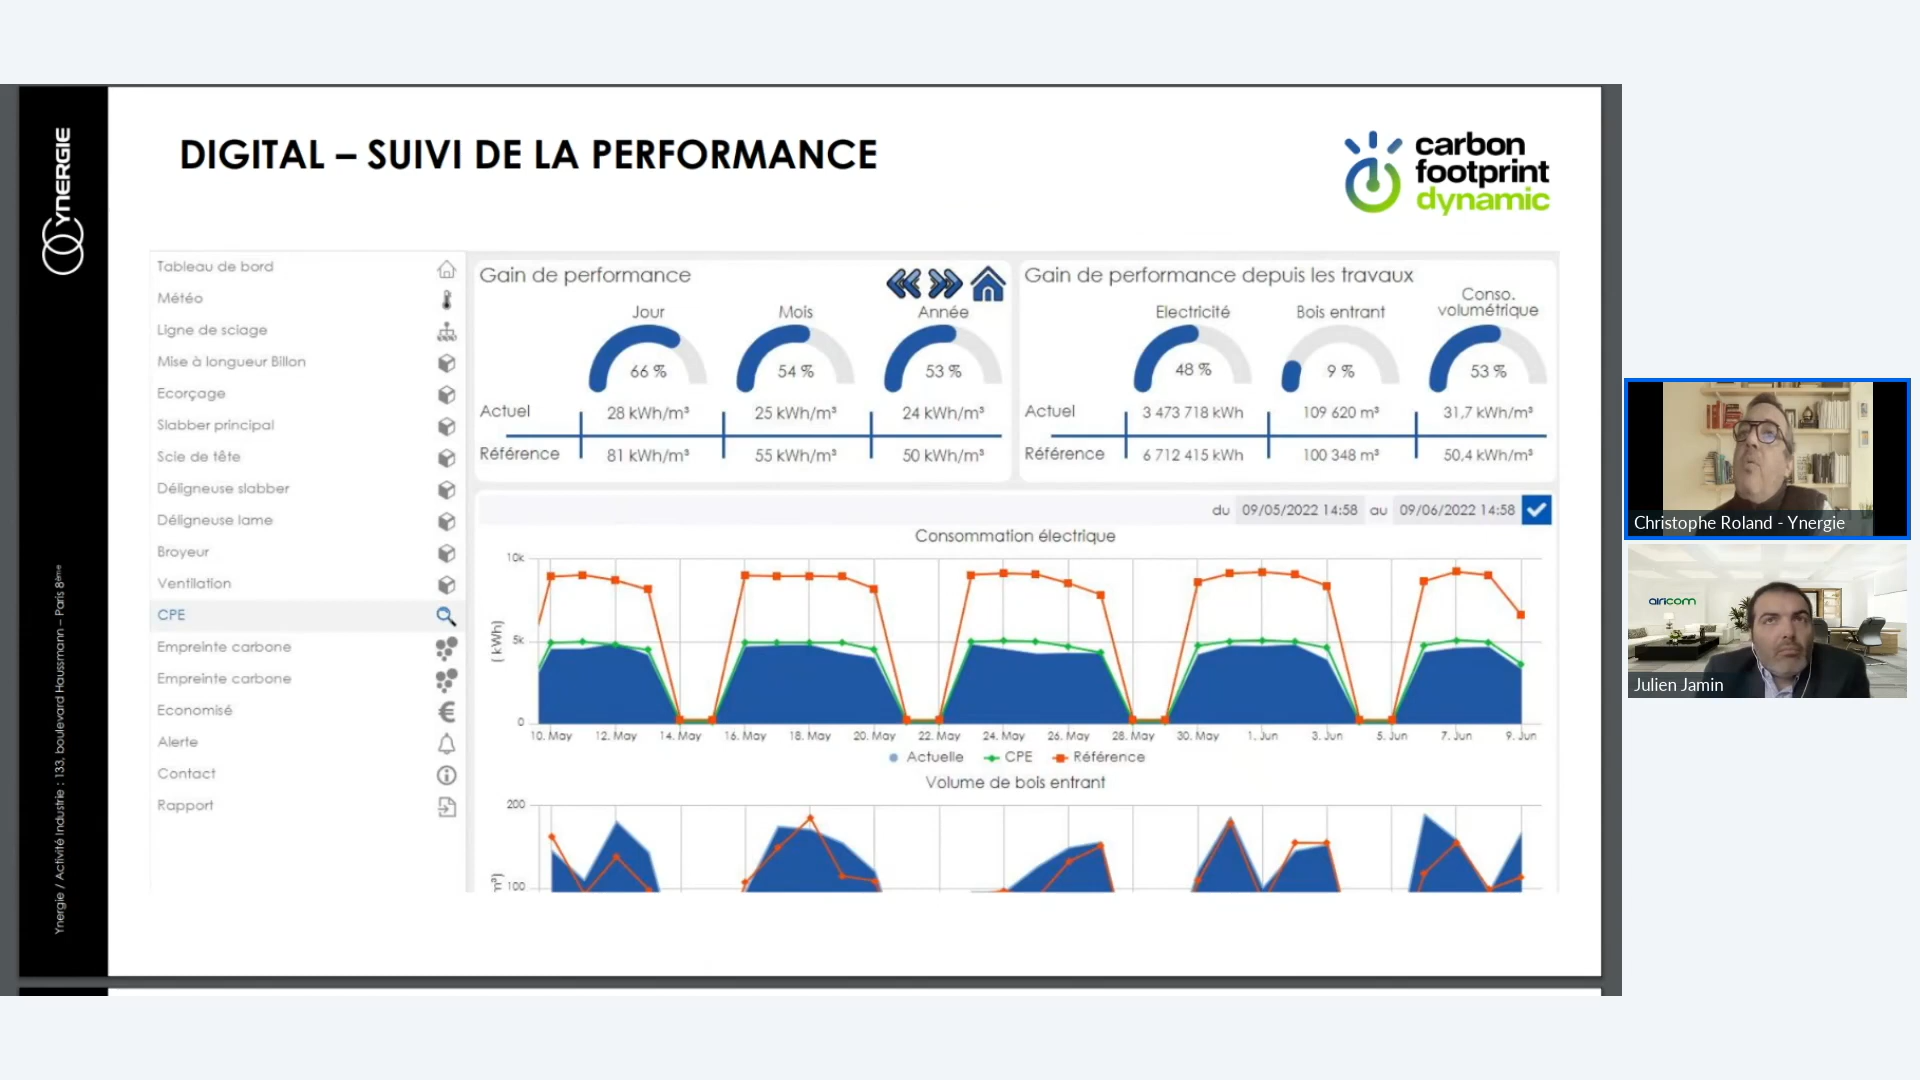 YNERGIE
Ynergie / Activité Industrie : 133, boulevard Haussmann – Paris 8ème
DIGITAL – SUIVI DE LA PERFORMANCE
carbon
footprint
dynamic
Tableau de bord
Météo
Ligne de sciage
Mise à longueur Billon
Ecorçage
Slabber principal
Scie de tête
Déligneuse slabber
Déligneuse lame
Broyeur
Ventilation
CPE
Empreinte carbone
Empreinte carbone
Economisé
Alerte
Contact
Rapport
Gain de performance
Jour Mois Année
66 % 54 % 53 %
Actuel 28 kWh/m³ 25 kWh/m³ 24 kWh/m³
Référence 81 kWh/m³ 55 kWh/m³ 50 kWh/m³
Gain de performance depuis les travaux
Electricité Bois entrant Conso.
volumétrique
48 % 9 % 53 %
Actuel 3 473 718 kWh 109 620 m³ 31,7 kWh/m³
Référence 6 712 415 kWh 100 348 m³ 50,4 kWh/m³
du 09/05/2022 14:58 au 09/06/2022 14:58
Consommation électrique
10k
5k
0
( kWh)
10. May 12. May 14. May 16. May 18. May 20. May 22. May 24. May 26. May 28. May 30. May 1. Jun 3. Jun 5. Jun 7. Jun 9. Jun
Actuelle CPE Référence
Volume de bois entrant
200
100
m³)
Christophe Roland - Ynergie
airicom
Julien Jamin